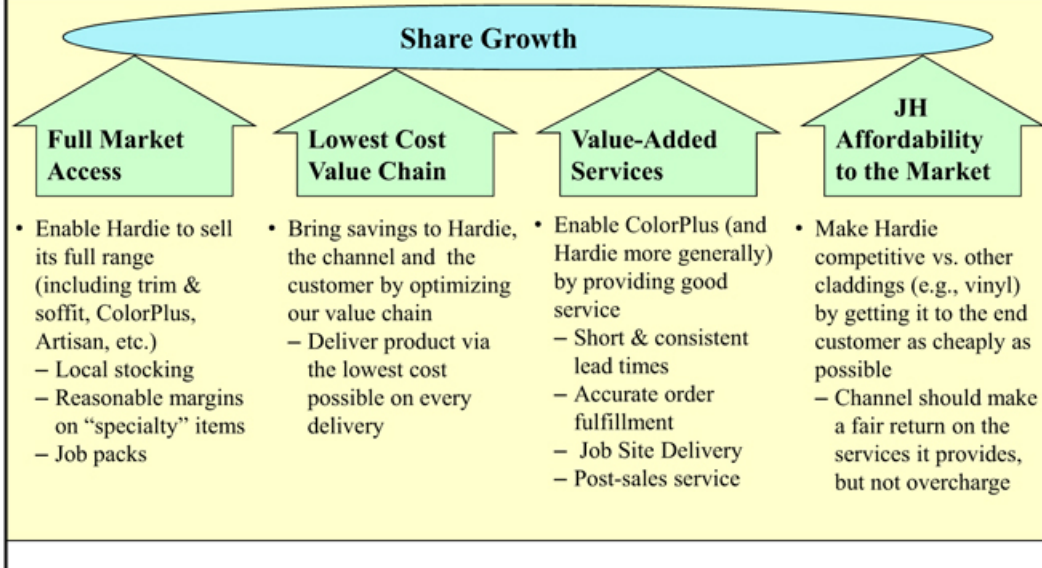 Share Growth
Full Market
Access
Lowest Cost
Value Chain
Value-Added
Services
JH
Affordability
to the Market
• Enable Hardie to sell
its full range
(including trim &
soffit, ColorPlus,
Artisan, etc.)
– Local stocking
– Reasonable margins
on “specialty” items
– Job packs
• Bring savings to Hardie,
the channel and the
customer by optimizing
our value chain
– Deliver product via
the lowest cost
possible on every
delivery
• Enable ColorPlus (and
Hardie more generally)
by providing good
service
– Short & consistent
lead times
– Accurate order
fulfillment
– Job Site Delivery
– Post-sales service
• Make Hardie
competitive vs. other
claddings (e.g., vinyl)
by getting it to the end
customer as cheaply as
possible
– Channel should make
a fair return on the
services it provides,
but not overcharge